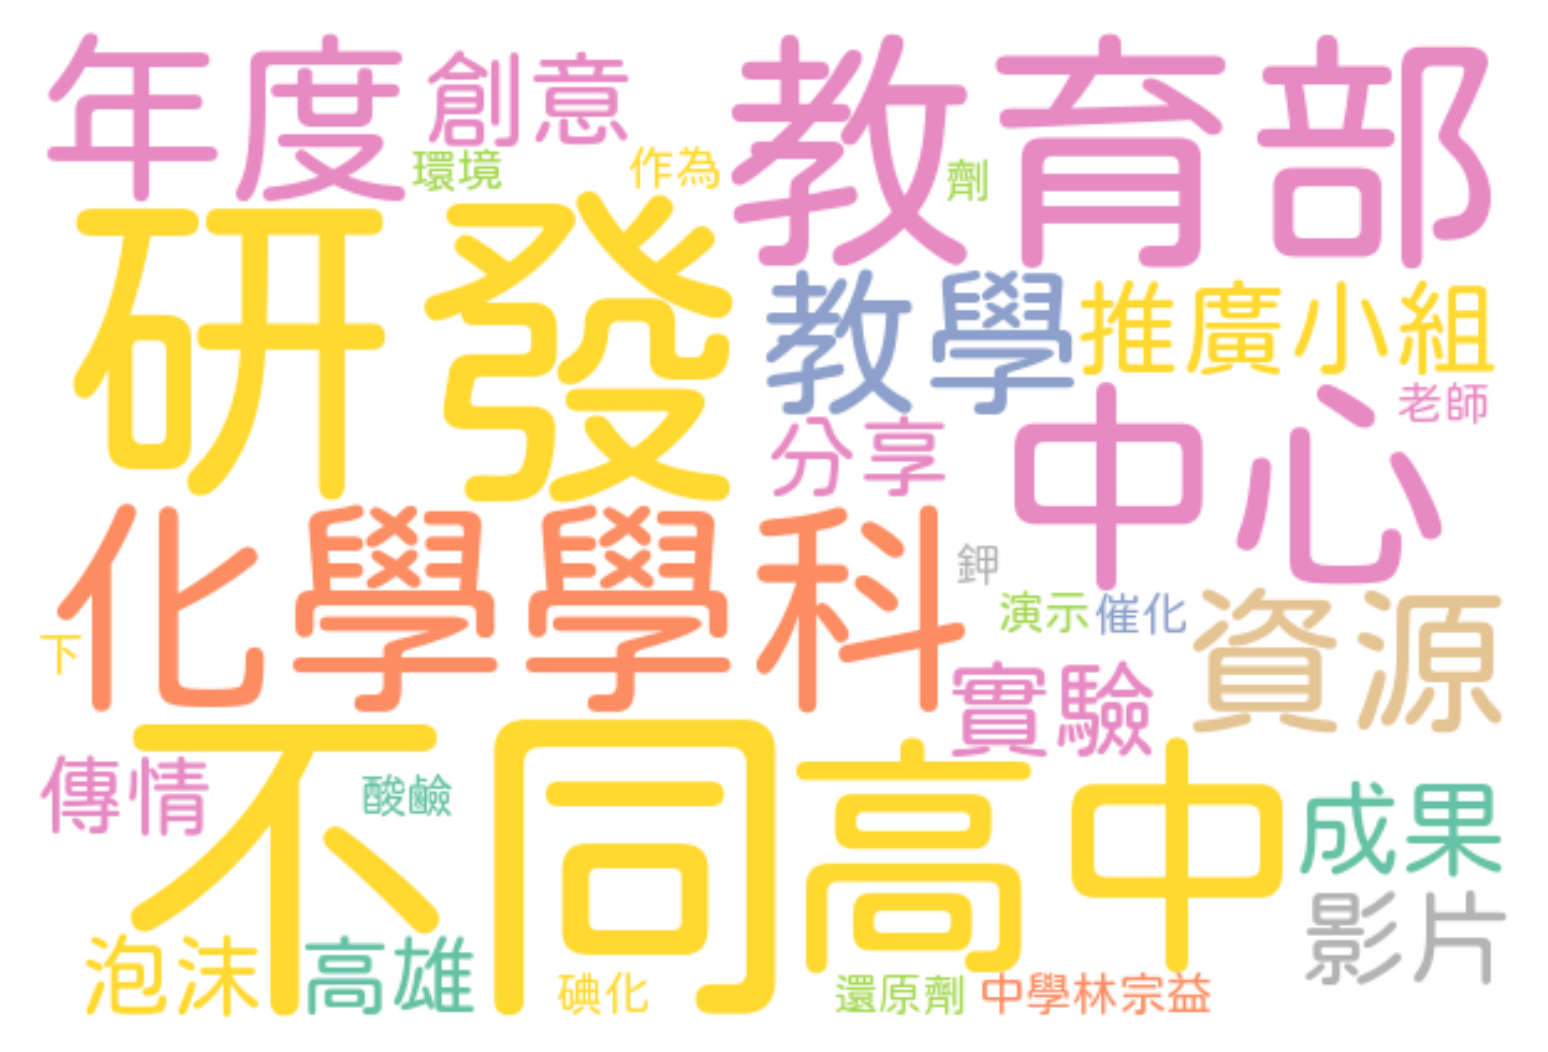 年度
創意
教育部
環境
作為
劑
研發
教學
推廣小組
老師
分享
中心
化學學科
鉀
演示
催化
下
資源
實驗
不同
高中
傳情
酸鹼
成果
影片
泡沫
高雄
碘化
還原劑
中學林宗益